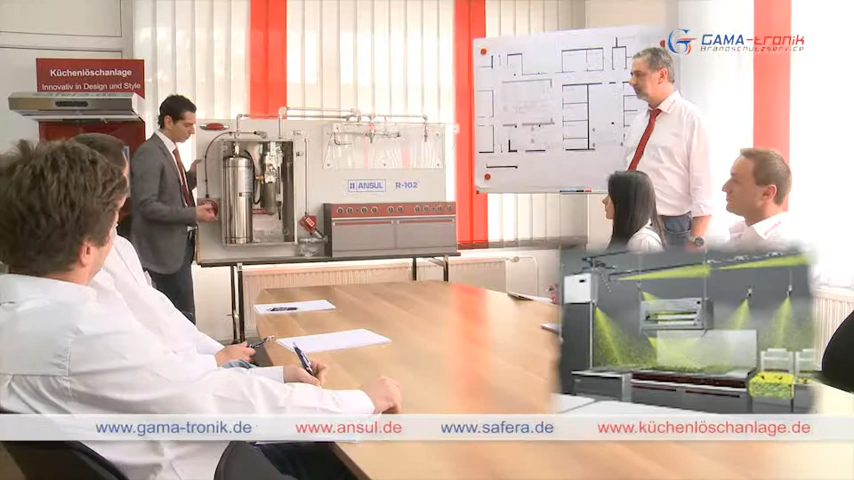 GAMA-tronik
Brandschutzservice
Küchenlöschanlage
Innovativ in Design und Style
ANSUL R-102
www.gama-tronik.de www.ansul.de www.safera.de www.küchenlöschanlage.de